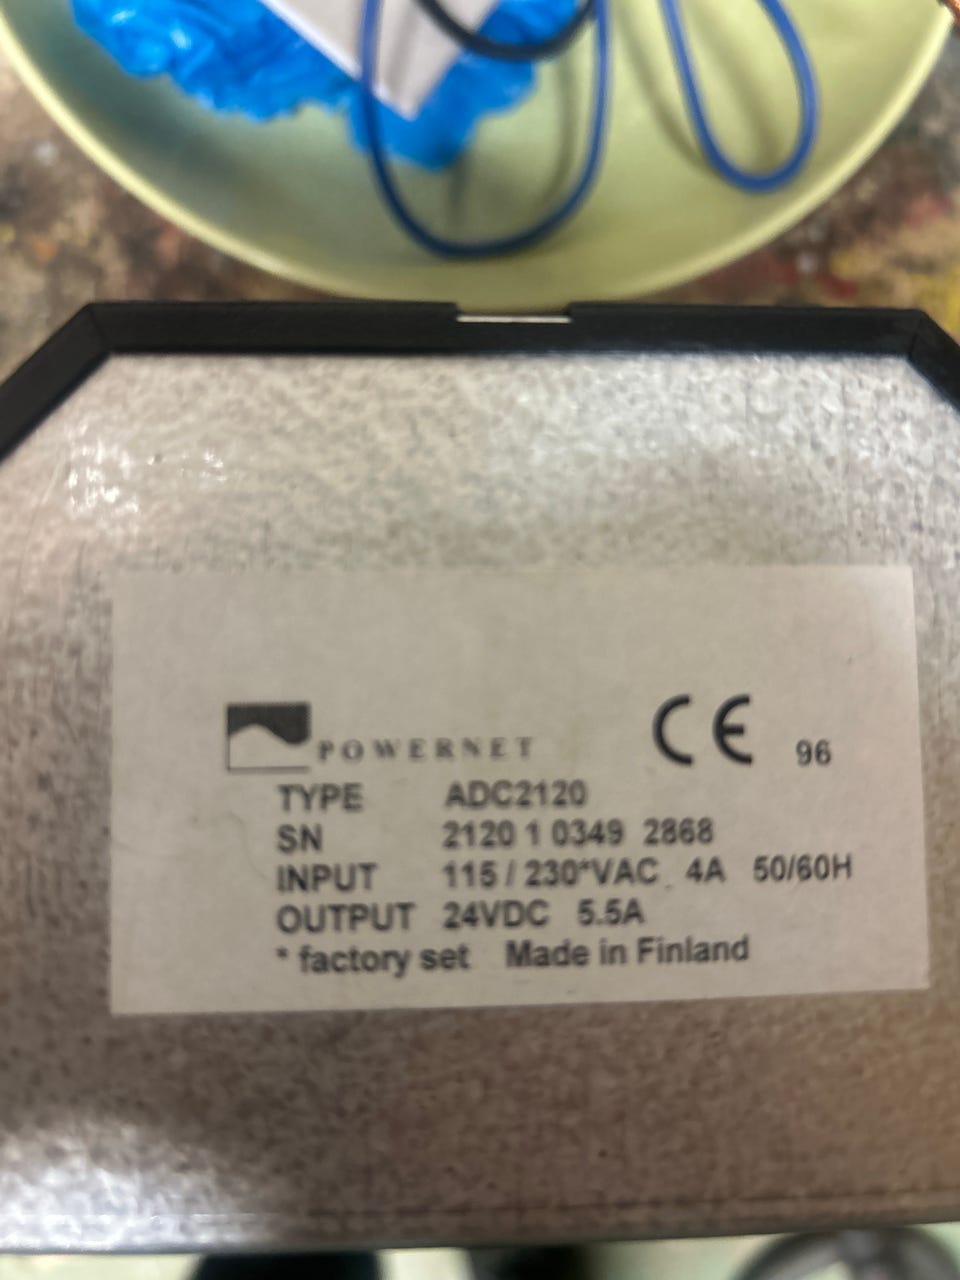 POWERNET CE 96
TYPE ADC2120
SN 2120 1 0349 2868
INPUT 115 / 230*VAC 4A 50/60H
OUTPUT 24VDC 5.5A
* factory set Made in Finland